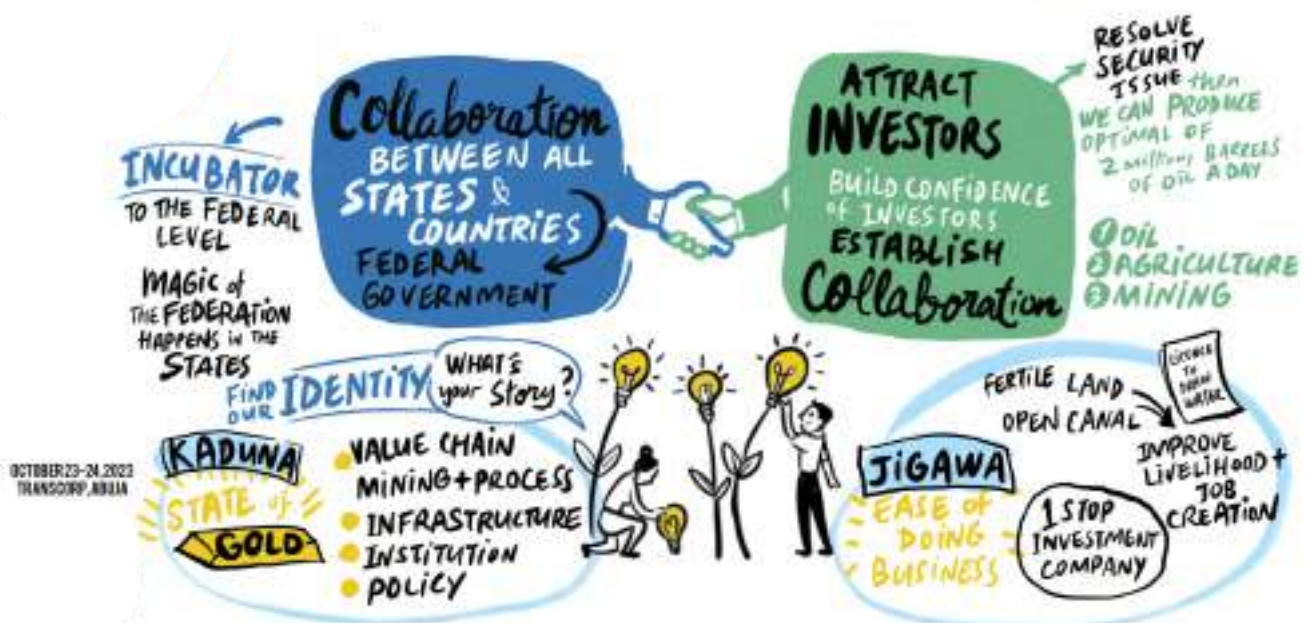 Collaboration
BETWEEN ALL
STATES &
COUNTRIES
FEDERAL
GOVERNMENT
INCUBATOR
TO THE FEDERAL
LEVEL
MAGIC of
THE FEDERATION
HAPPENS in THE
STATES
ATTRACT
INVESTORS
BUILD CONFIDENCE
of INVESTORS
ESTABLISH
Collaboration
RESOLVE
SECURITY
ISSUE then
WE CAN PRODUCE
OPTIMAL OF
2 million BARRELS
OF OIL A DAY
1 OIL
2 AGRICULTURE
3 MINING
FIND
OUR IDENTITY
WHAT'S
your Story?
KADUNA
STATE of
GOLD
VALUE CHAIN
MINING + PROCESS
INFRASTRUCTURE
INSTITUTION
POLICY
OCTOBER 23-24, 2023
TRANSCORP, ABUJA
JiGAWA
EASE of
DOING
BUSINESS
FERTILE LAND
OPEN CANAL
LICENCE
TO
WATER
IMPROVE
LIVELIHOOD +
JOB
CREATION
1 STOP
INVESTMENT
COMPANY